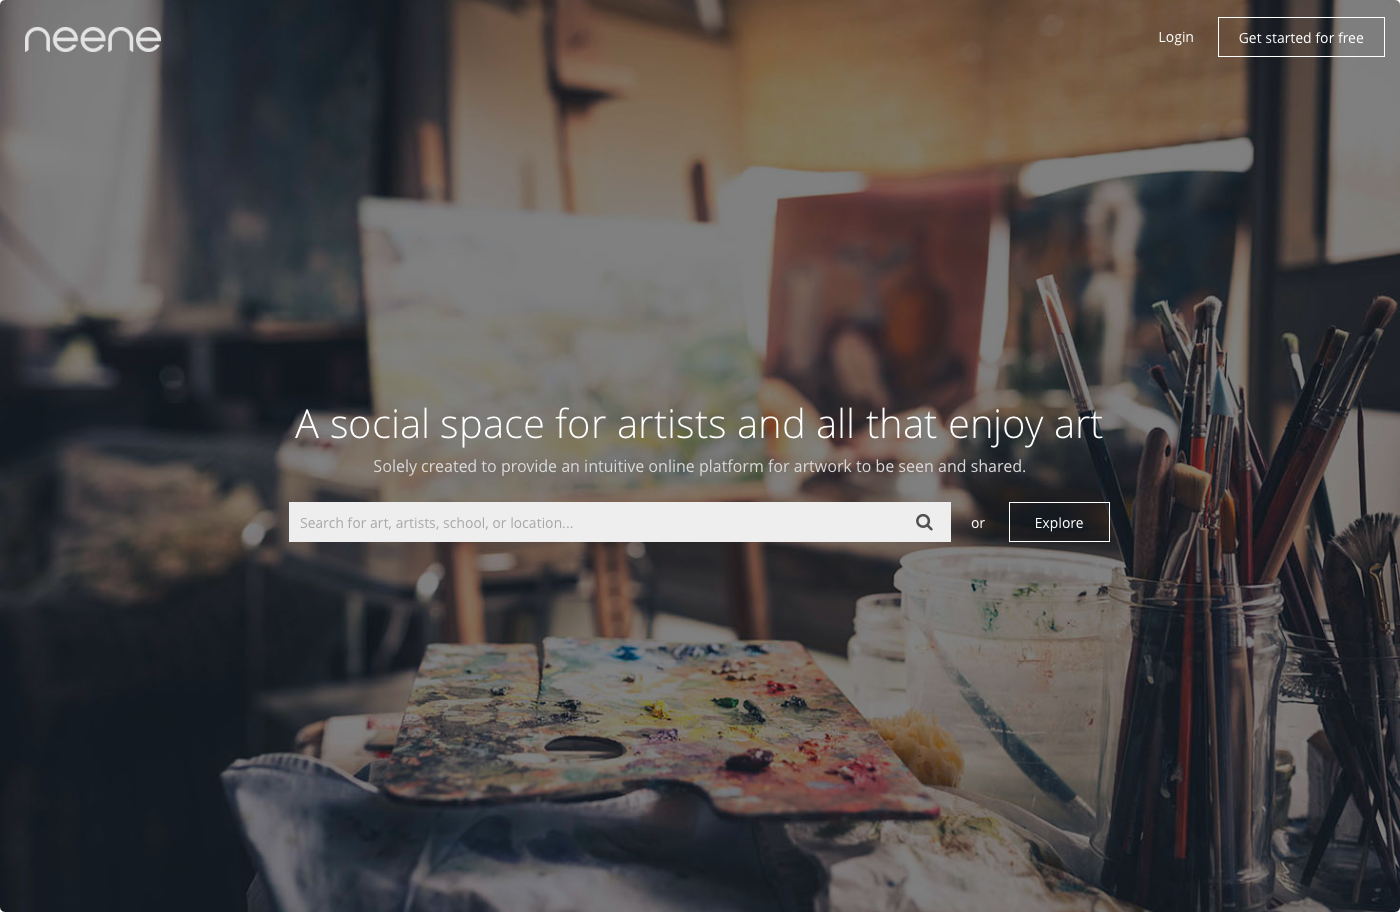 neene
Login
Get started for free
A social space for artists and all that enjoy art
Solely created to provide an intuitive online platform for artwork to be seen and shared.
Search for art, artists, school, or location...
or
Explore